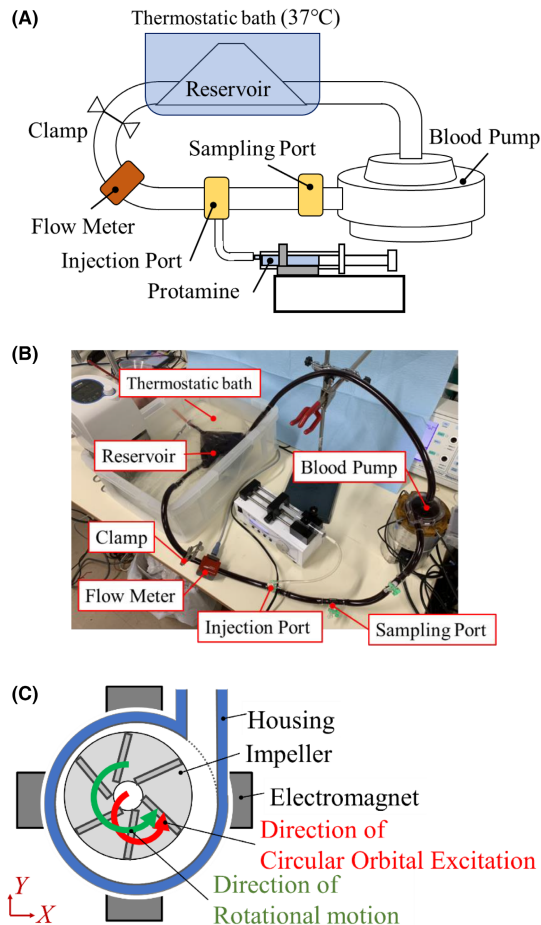 (A)
Thermostatic bath (37℃)
Reservoir
Clamp
Sampling Port
Blood Pump
Flow Meter
Injection Port
Protamine
(B)
Thermostatic bath
Reservoir
Blood Pump
Clamp
Flow Meter
Injection Port
Sampling Port
(C)
Housing
Impeller
Electromagnet
Direction of
Circular Orbital Excitation
Direction of
Rotational motion
Y
X